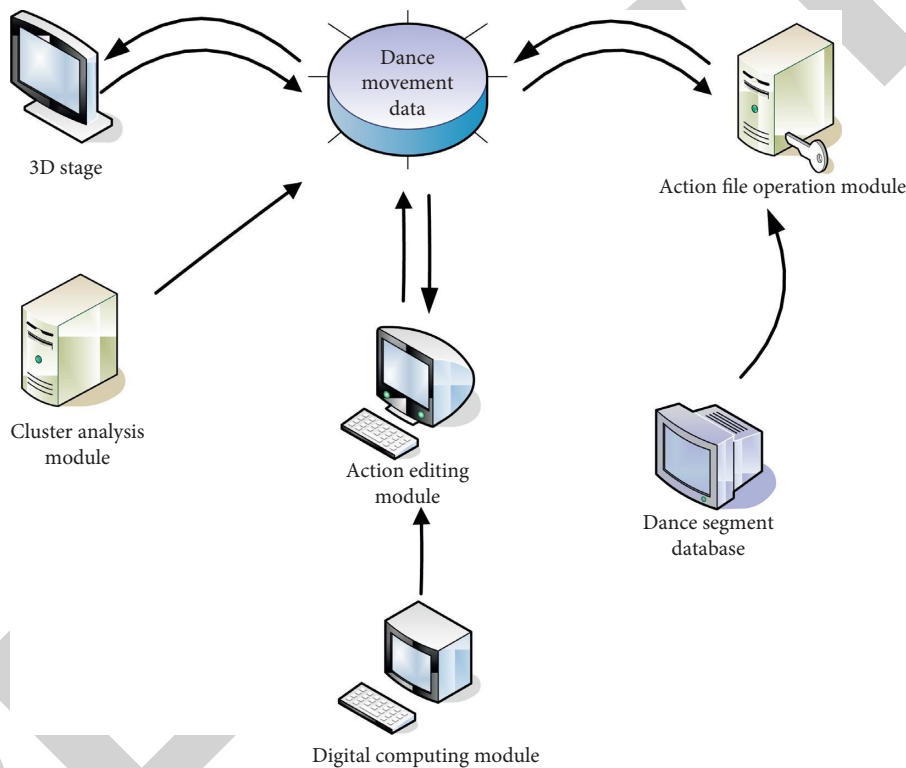 Dance
movement
data
3D stage
Action file operation module
Cluster analysis
module
Action editing
module
Dance segment
database
Digital computing module